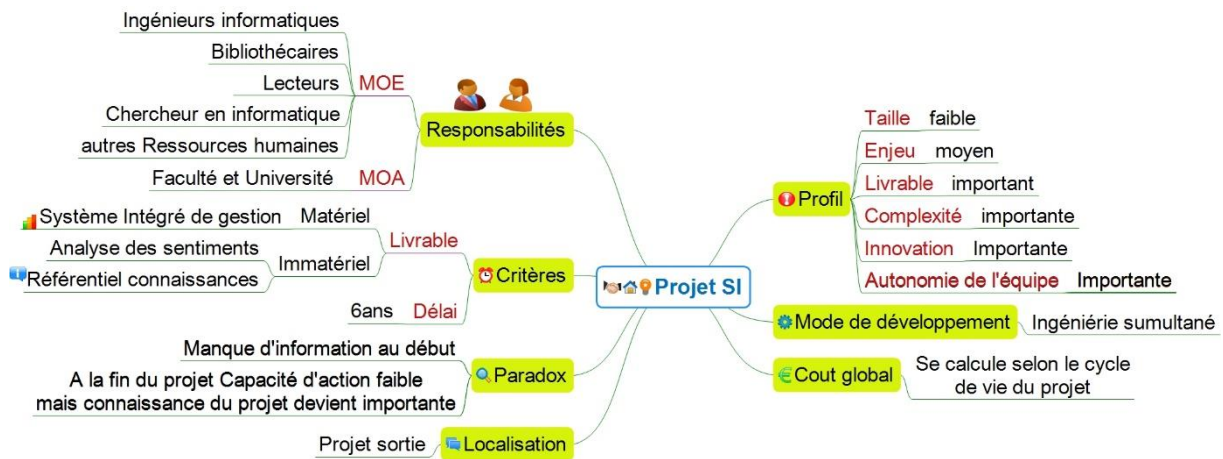 Ingénieurs informatiques
Bibliothécaires
Lecteurs
MOE
Chercheur en informatique
autres Ressources humaines
Faculté et Université
MOA
Responsabilités
Système Intégré de gestion
Matériel
Analyse des sentiments
Référentiel connaissances
Immatériel
Livrable
6ans
Délai
Critères
Manque d'information au début
A la fin du projet Capacité d'action faible
mais connaissance du projet devient importante
Paradox
Projet sortie
Localisation
Projet SI
Profil
Taille faible
Enjeu moyen
Livrable important
Complexité importante
Innovation Importante
Autonomie de l'équipe Importante
Mode de développement
Ingéniérie sumultané
Cout global
Se calcule selon le cycle
de vie du projet